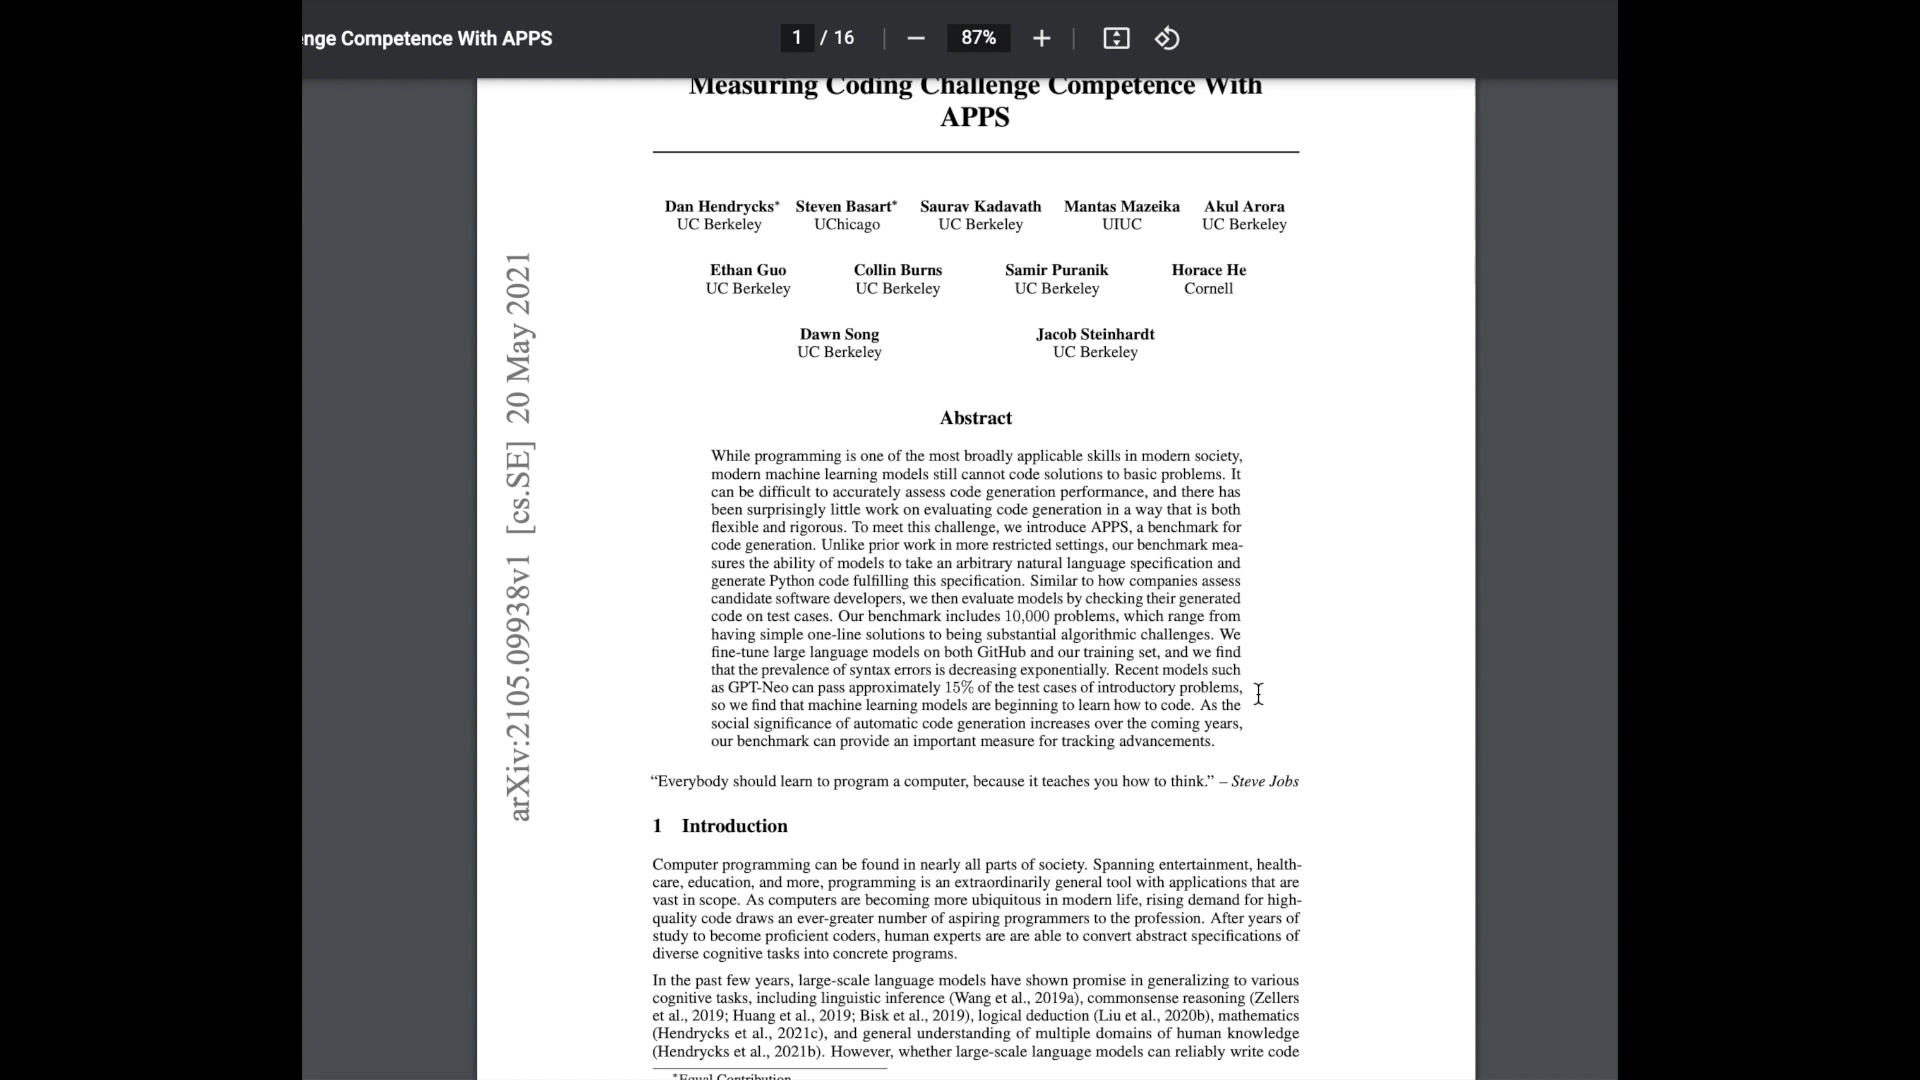 enge Competence With APPS
1 / 16
87%
Measuring Coding Challenge Competence With
APPS
Dan Hendrycks* Steven Basart* Saurav Kadavath Mantas Mazeika Akul Arora
UC Berkeley UChicago UC Berkeley UIUC UC Berkeley
Ethan Guo Collin Burns Samir Puranik Horace He
UC Berkeley UC Berkeley UC Berkeley Cornell
Dawn Song Jacob Steinhardt
UC Berkeley UC Berkeley
arXiv:2105.09938v1 [cs.SE] 20 May 2021
Abstract
While programming is one of the most broadly applicable skills in modern society,
modern machine learning models still cannot code solutions to basic problems. It
can be difficult to accurately assess code generation performance, and there has
been surprisingly little work on evaluating code generation in a way that is both
flexible and rigorous. To meet this challenge, we introduce APPS, a benchmark for
code generation. Unlike prior work in more restricted settings, our benchmark mea-
sures the ability of models to take an arbitrary natural language specification and
generate Python code fulfilling this specification. Similar to how companies assess
candidate software developers, we then evaluate models by checking their generated
code on test cases. Our benchmark includes 10,000 problems, which range from
having simple one-line solutions to being substantial algorithmic challenges. We
fine-tune large language models on both GitHub and our training set, and we find
that the prevalence of syntax errors is decreasing exponentially. Recent models such
as GPT-Neo can pass approximately 15% of the test cases of introductory problems,
so we find that machine learning models are beginning to learn how to code. As the
social significance of automatic code generation increases over the coming years,
our benchmark can provide an important measure for tracking advancements.
“Everybody should learn to program a computer, because it teaches you how to think.” – Steve Jobs
1 Introduction
Computer programming can be found in nearly all parts of society. Spanning entertainment, health-
care, education, and more, programming is an extraordinarily general tool with applications that are
vast in scope. As computers are becoming more ubiquitous in modern life, rising demand for high-
quality code draws an ever-greater number of aspiring programmers to the profession. After years of
study to become proficient coders, human experts are are able to convert abstract specifications of
diverse cognitive tasks into concrete programs.
In the past few years, large-scale language models have shown promise in generalizing to various
cognitive tasks, including linguistic inference (Wang et al., 2019a), commonsense reasoning (Zellers
et al., 2019; Huang et al., 2019; Bisk et al., 2019), logical deduction (Liu et al., 2020b), mathematics
(Hendrycks et al., 2021c), and general understanding of multiple domains of human knowledge
(Hendrycks et al., 2021b). However, whether large-scale language models can reliably write code
*Equal Contribution